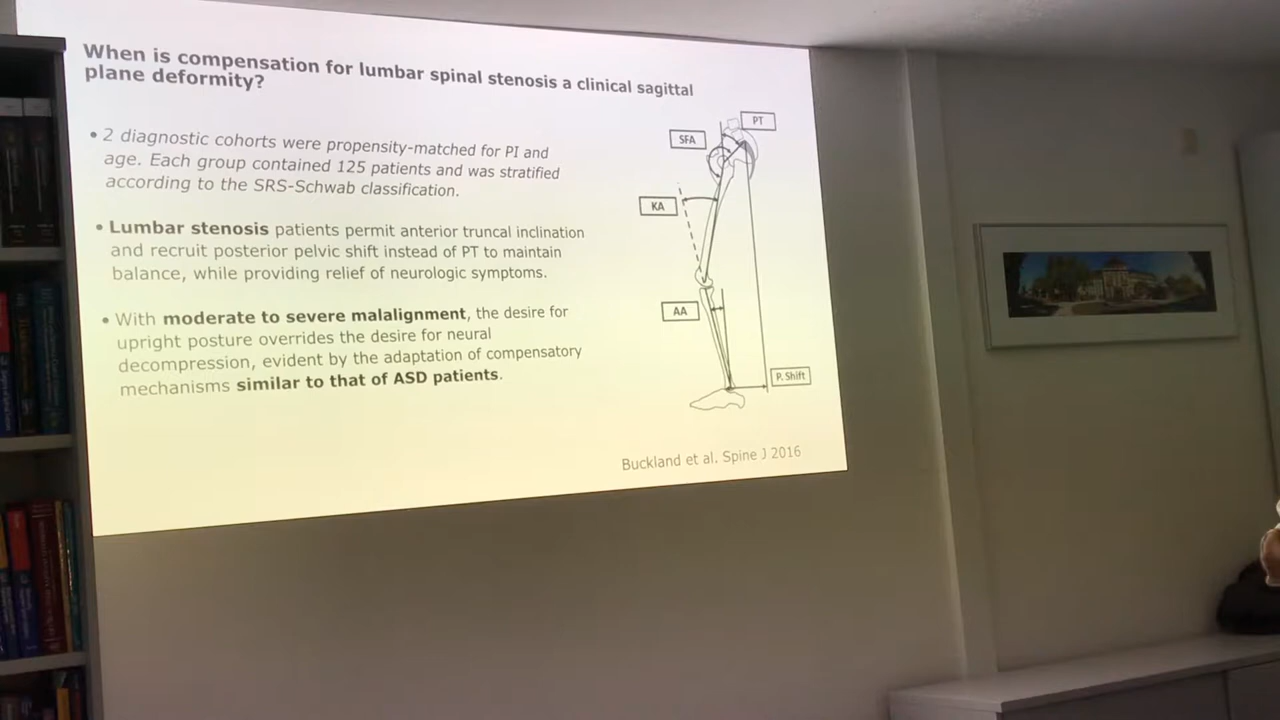 When is compensation for lumbar spinal stenosis a clinical sagittal
plane deformity?
• 2 diagnostic cohorts were propensity-matched for PI and
age. Each group contained 125 patients and was stratified
according to the SRS-Schwab classification.
• Lumbar stenosis patients permit anterior truncal inclination
and recruit posterior pelvic shift instead of PT to maintain
balance, while providing relief of neurologic symptoms.
• With moderate to severe malalignment, the desire for
upright posture overrides the desire for neural
decompression, evident by the adaptation of compensatory
mechanisms similar to that of ASD patients.
PT
SFA
KA
AA
P. Shift
Buckland et al. Spine J 2016